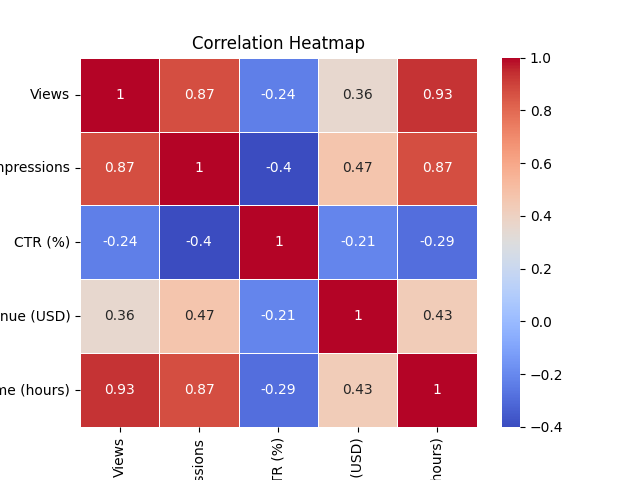 Correlation Heatmap
Views 1 0.87 -0.24 0.36 0.93
mpressions 0.87 1 -0.4 0.47 0.87
CTR (%) -0.24 -0.4 1 -0.21 -0.29
nue (USD) 0.36 0.47 -0.21 1 0.43
me (hours) 0.93 0.87 -0.29 0.43 1
Views
ssions
TR (%)
(USD)
hours)
1.0
0.8
0.6
0.4
0.2
0.0
−0.2
−0.4